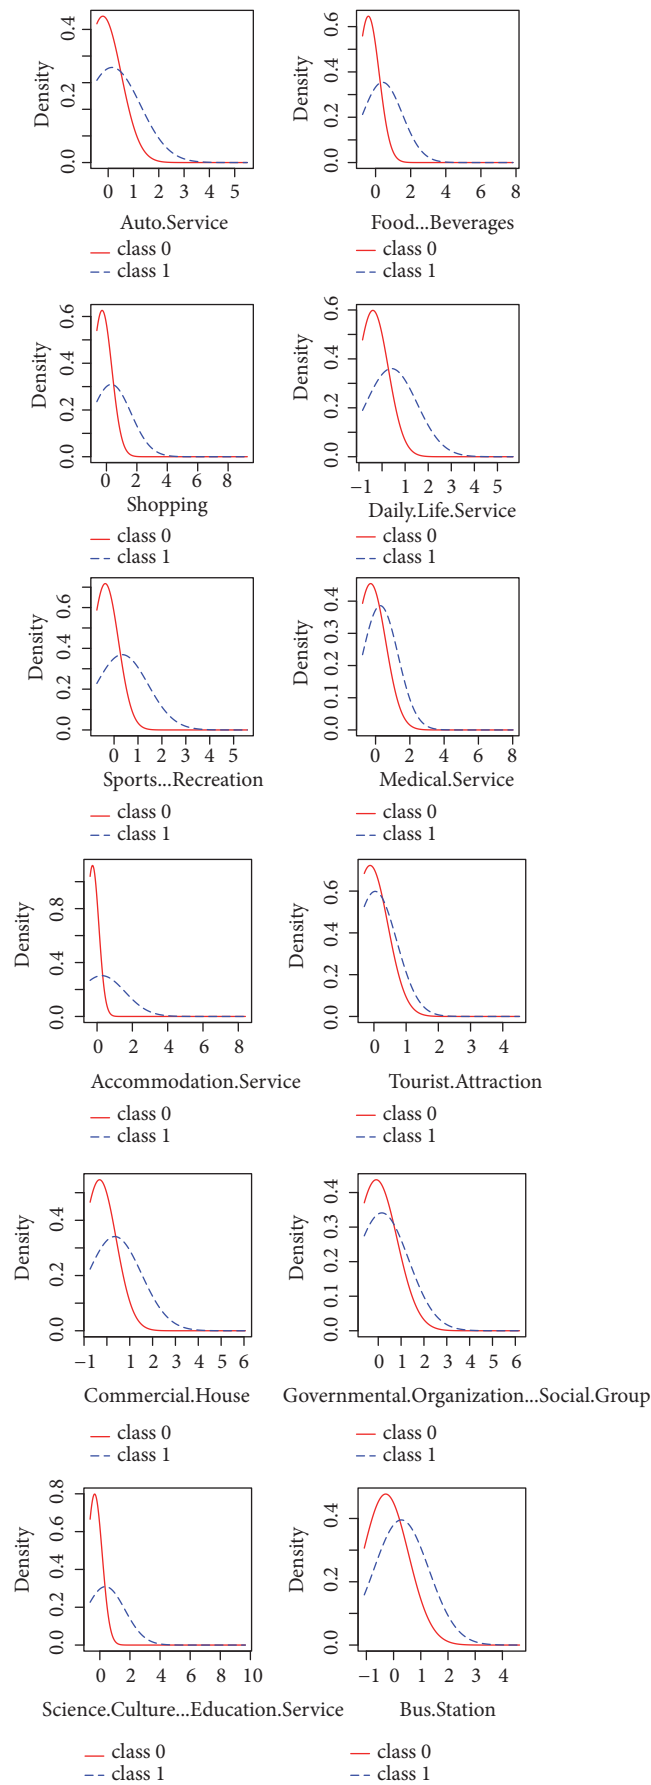 Density
0.0 0.2 0.4
0 1 2 3 4 5
Auto.Service
class 0
class 1
Density
0.0 0.2 0.4 0.6
0 2 4 6 8
Food...Beverages
class 0
class 1
Density
0.0 0.2 0.4 0.6
0 2 4 6 8
Shopping
class 0
class 1
Density
0.0 0.2 0.4 0.6
−1 0 1 2 3 4 5
Daily.Life.Service
class 0
class 1
Density
0.0 0.2 0.4 0.6
0 1 2 3 4 5
Sports...Recreation
class 0
class 1
Density
0.0 0.1 0.2 0.3 0.4
0 2 4 6 8
Medical.Service
class 0
class 1
Density
0.0 0.4 0.8
0 2 4 6 8
Accommodation.Service
class 0
class 1
Density
0.0 0.2 0.4 0.6
0 1 2 3 4
Tourist.Attraction
class 0
class 1
Density
0.0 0.2 0.4
−1 0 1 2 3 4 5 6
Commercial.House
class 0
class 1
Density
0.0 0.1 0.2 0.3 0.4
0 1 2 3 4 5 6
Governmental.Organization...Social.Group
class 0
class 1
Density
0.0 0.2 0.4 0.6 0.8
0 2 4 6 8 10
Science.Culture...Education.Service
class 0
class 1
Density
0.0 0.2 0.4
−1 0 1 2 3 4
Bus.Station
class 0
class 1